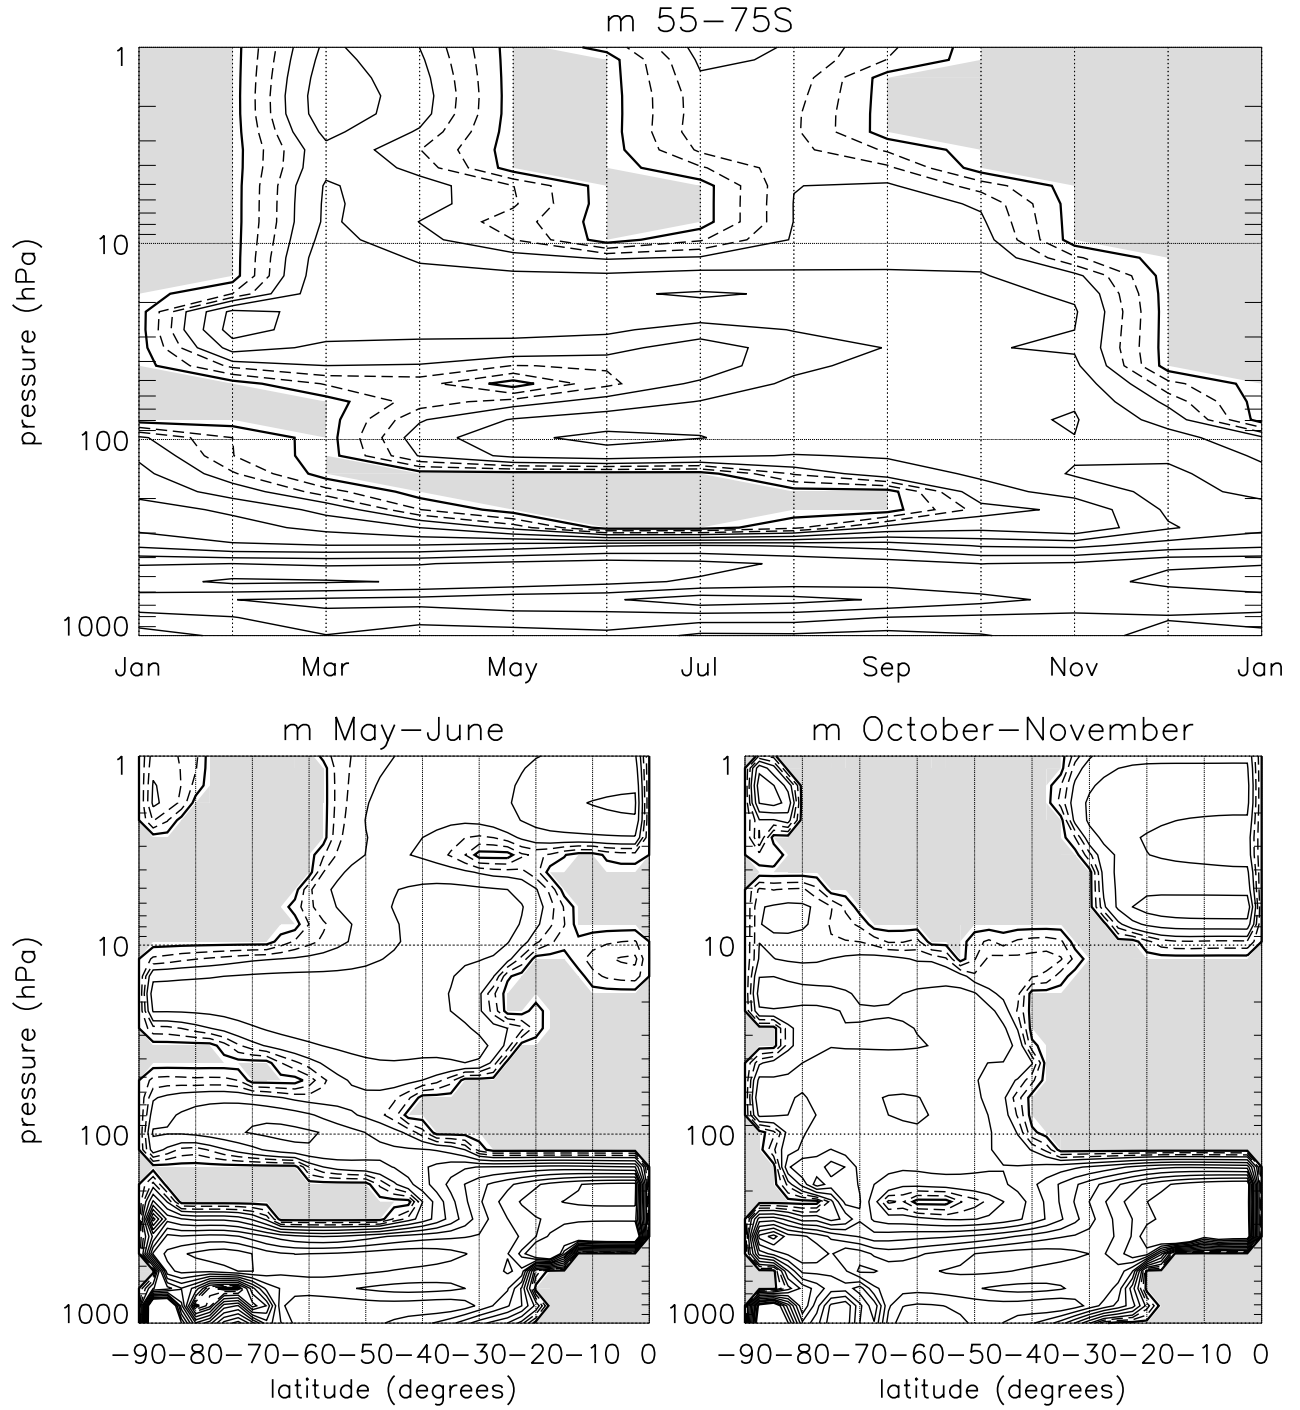 m 55−75S
1
10
100
1000
pressure (hPa)
Jan Mar May Jul Sep Nov Jan
m May−June
1
10
100
1000
pressure (hPa)
−90−80−70−60−50−40−30−20−10 0
latitude (degrees)
m October−November
1
10
100
1000
−90−80−70−60−50−40−30−20−10 0
latitude (degrees)